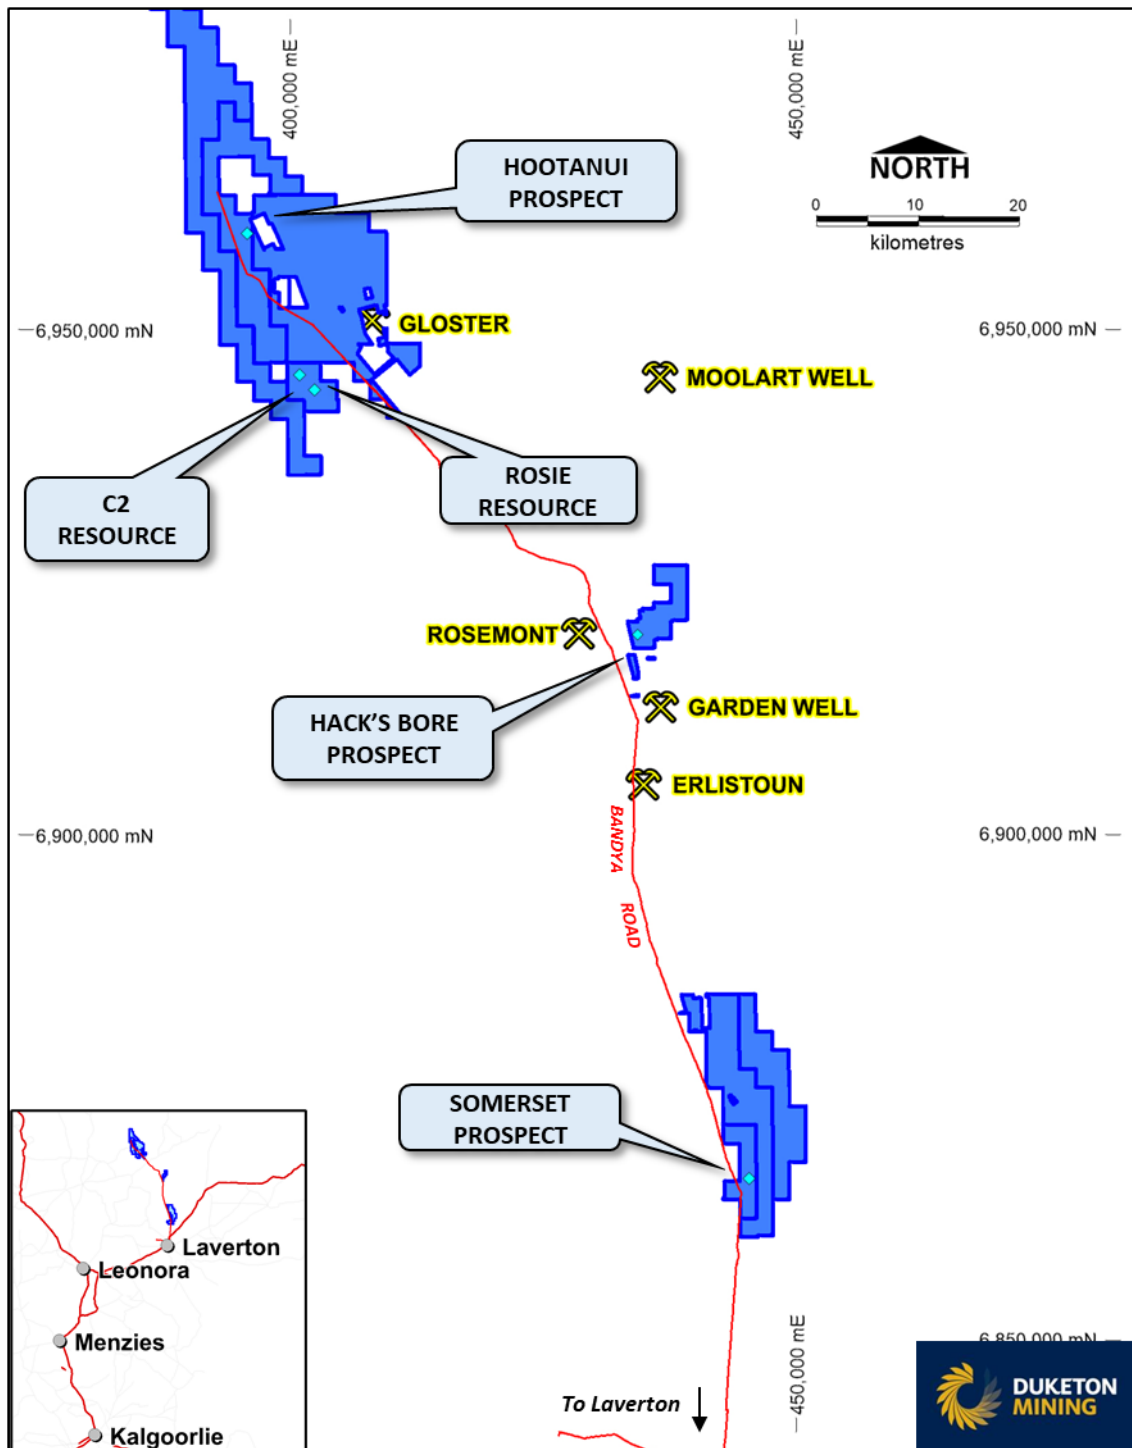 400,000 mE
450,000 mE
HOOTANUI
PROSPECT
NORTH
0 10 20
kilometres
6,950,000 mN
GLOSTER
6,950,000 mN
MOOLART WELL
C2
RESOURCE
ROSIE
RESOURCE
ROSEMONT
HACK'S BORE
PROSPECT
GARDEN WELL
ERLISTOUN
6,900,000 mN
BANDYA
ROAD
6,900,000 mN
SOMERSET
PROSPECT
Laverton
Leonora
Menzies
Kalgoorlie
To Laverton
450,000 mE
6,850,000 mN
DUKETON
MINING